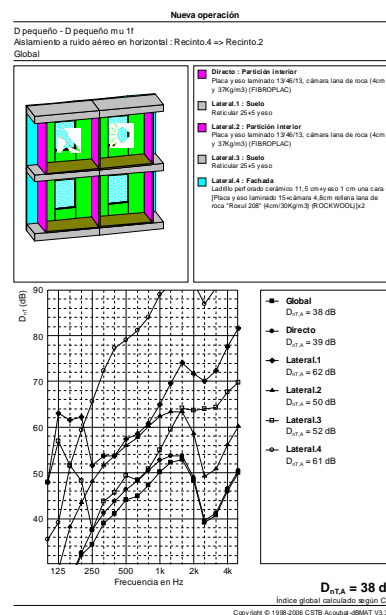 Nueva operación
D pequeño - D pequeño mu 1f
Aislamiento a ruido aéreo en horizontal : Recinto.4 => Recinto.2
Global
Directo : Partición interior
Placa y eso laminado 13/46/13, cámara lana de roca (4cm
y 37Kg/m3) (FIBROPLAC)
Lateral.1 : Suelo
Reticular 25+5 yeso
Lateral.2 : Partición interior
Placa y eso laminado 13/46/13, cámara lana de roca (4cm
y 37Kg/m3) (FIBROPLAC)
Lateral.3 : Suelo
Reticular 25+5 yeso
Lateral.4 : Fachada
Ladrillo perforado cerámico 11,5 cm+yeso 1 cm una cara
[Placa y eso laminado 15+cámara 4,8cm rellena lana de
roca "Roxul 208" (4cm/30Kg/m3) (ROCKWOOL)]x2
DnT (dB)
90
80
70
60
50
40
125 250 500 1k 2k 4k
Frecuencia en Hz
Global
DnT,A = 38 dB
Directo
DnT,A = 39 dB
Lateral.1
DnT,A = 62 dB
Lateral.2
DnT,A = 50 dB
Lateral.3
DnT,A = 52 dB
Lateral.4
DnT,A = 61 dB
DnT,A = 38 d
Índice global calculado según C
Copyright © 1998-2006 CSTB Acoubat-dBMAT V3.